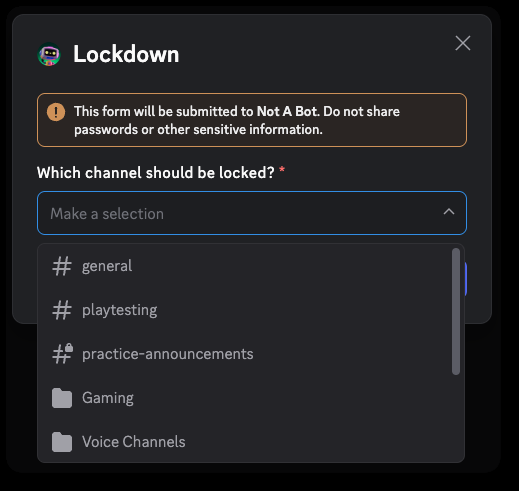 Lockdown
This form will be submitted to Not A Bot. Do not share
passwords or other sensitive information.
Which channel should be locked? *
Make a selection
general
playtesting
practice-announcements
Gaming
Voice Channels